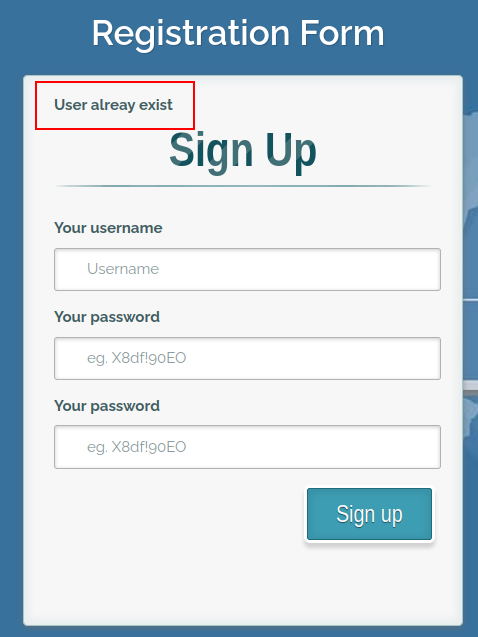 Registration Form
User alreay exist
Sign Up
Your username
Username
Your password
eg. X8df!90EO
Your password
eg. X8df!90EO
Sign up